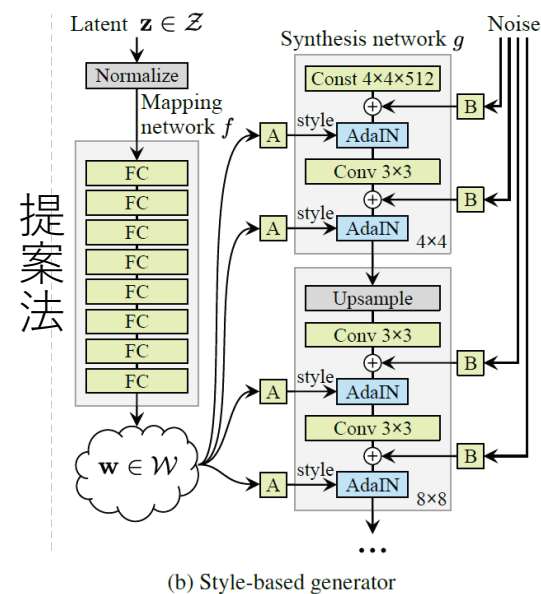 提案法
Latent z ∈ Z
Normalize
Mapping
network f
FC
FC
FC
FC
FC
FC
FC
FC
w ∈ W
Synthesis network g
Noise
Const 4×4×512
B
A
style
AdaIN
Conv 3×3
B
A
style
AdaIN
4×4
Upsample
Conv 3×3
B
A
style
AdaIN
Conv 3×3
B
A
style
AdaIN
8×8
...
(b) Style-based generator